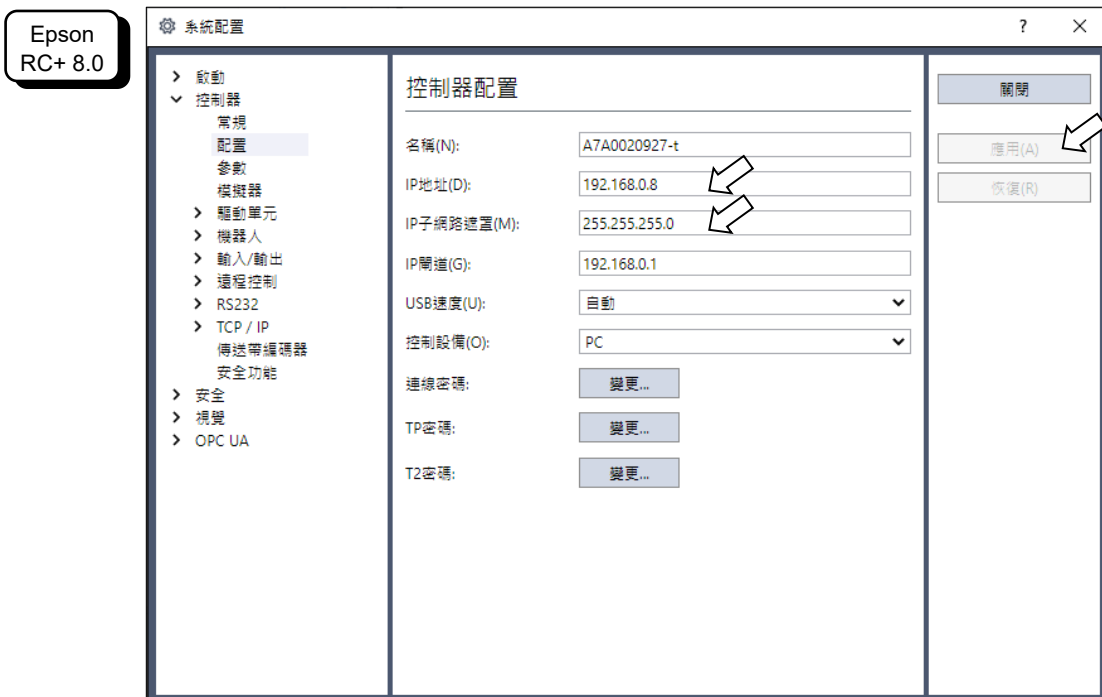 Epson
RC+ 8.0
系統配置
?
啟動
控制器
常規
配置
參數
模擬器
驅動單元
機器人
輸入/輸出
遠程控制
RS232
TCP / IP
傳送帶編碼器
安全功能
安全
視覺
OPC UA
控制器配置
名稱(N): A7A0020927-t
IP地址(D): 192.168.0.8
IP子網路遮罩(M): 255.255.255.0
IP閘道(G): 192.168.0.1
USB速度(U): 自動
控制設備(O): PC
連線密碼: 變更...
TP密碼: 變更...
T2密碼: 變更...
關閉
應用(A)
恢復(R)